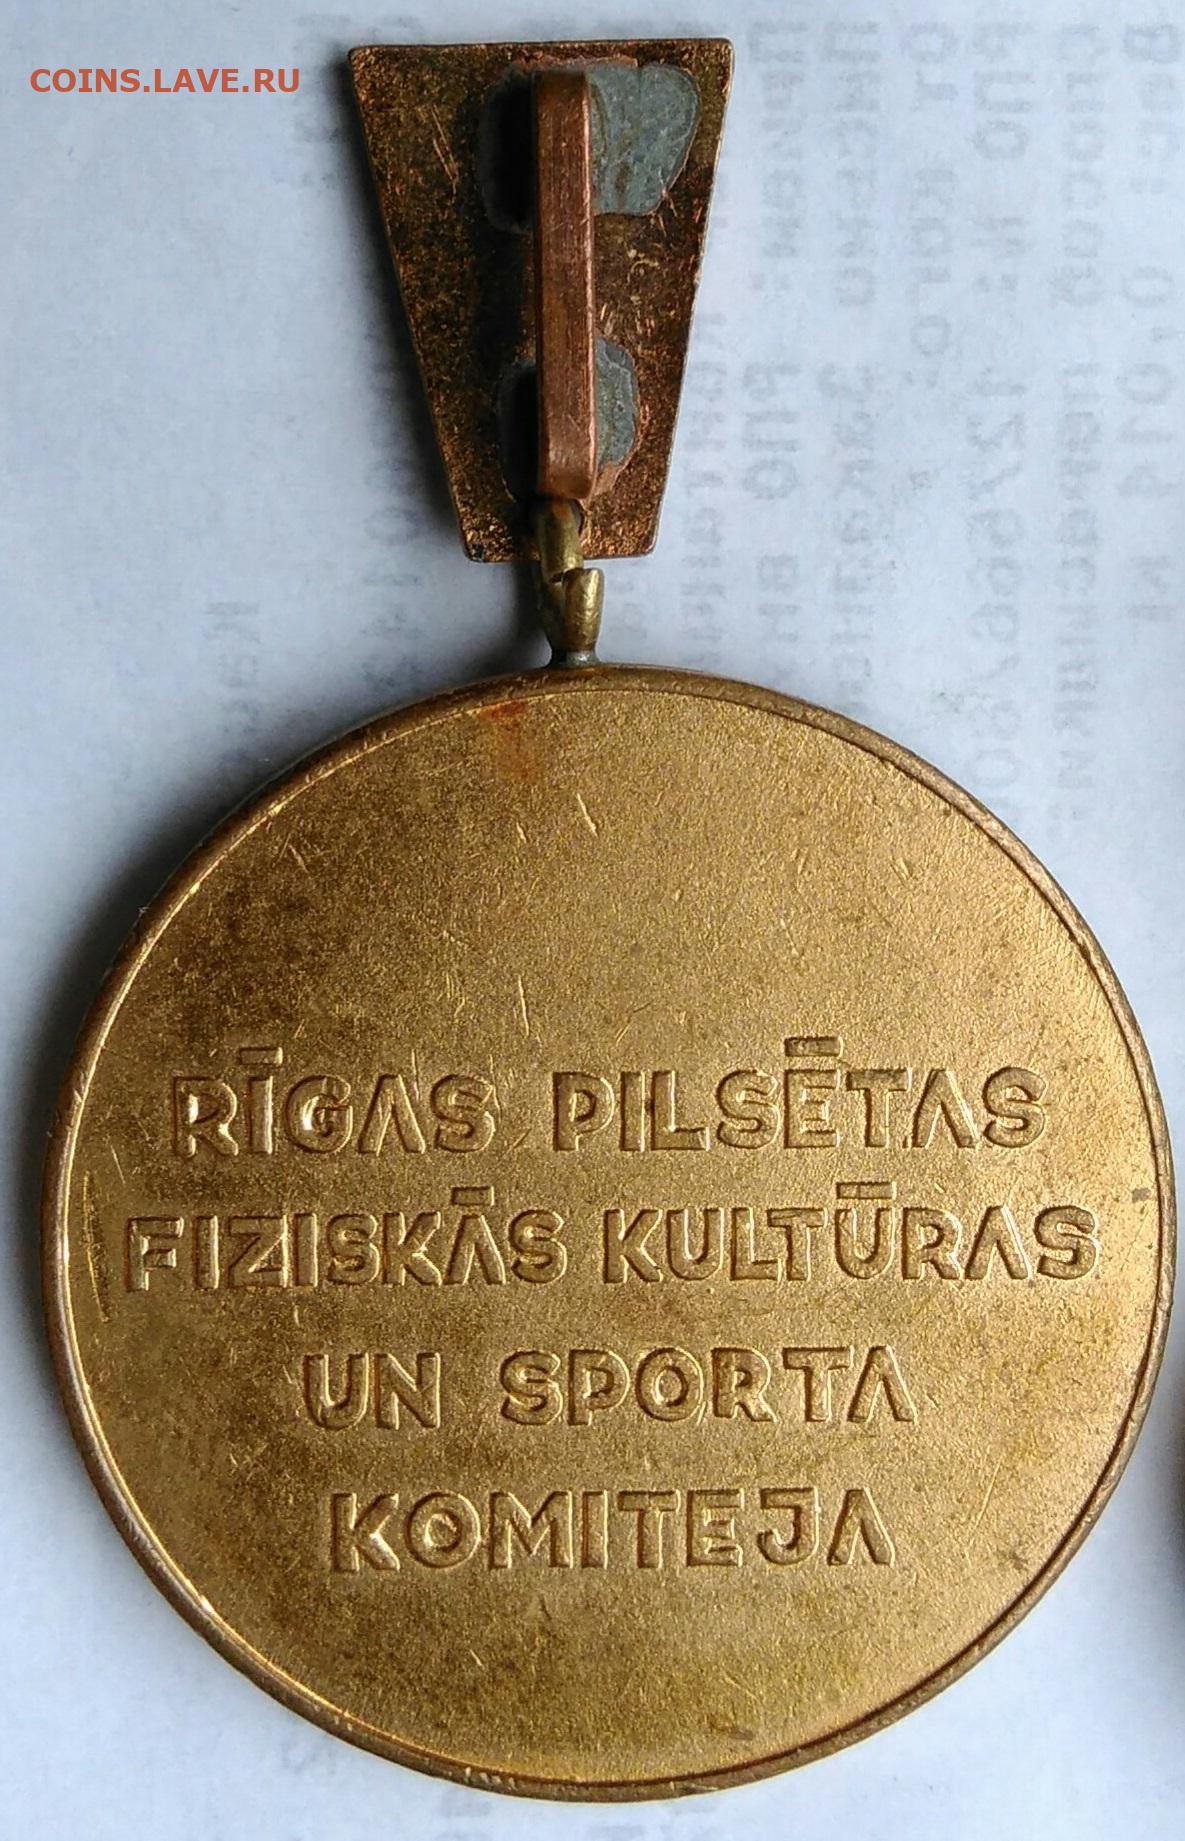 COINS.LAVE.RU
RĪGAS PILSĒTAS
FIZISKĀS KULTŪRAS
UN SPORTA
KOMITEJA